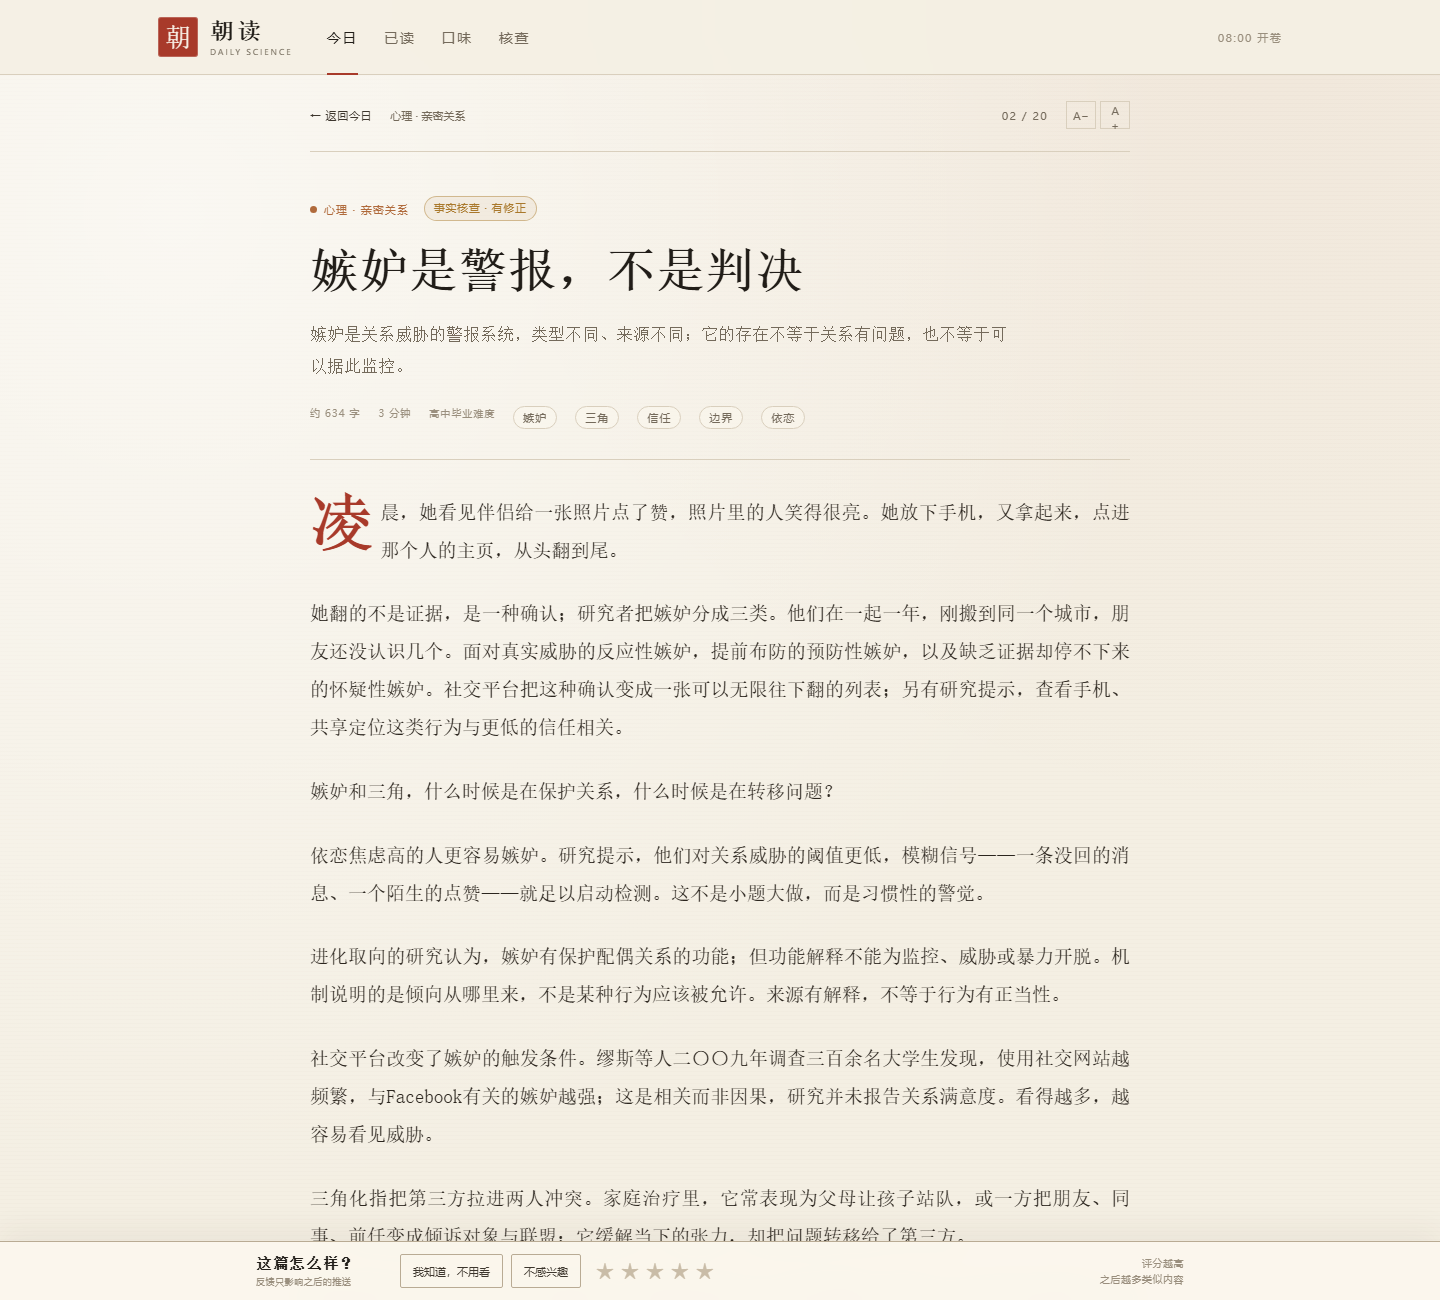 朝
朝读
DAILY SCIENCE
今日
已读
口味
核查
08:00 开卷
← 返回今日
心理 · 亲密关系
02 / 20
A−
A+
心理 · 亲密关系
事实核查 · 有修正
嫉妒是警报，不是判决
嫉妒是关系威胁的警报系统，类型不同、来源不同；它的存在不等于关系有问题，也不等于可
以据此监控。
约 634 字
3 分钟
高中毕业难度
嫉妒
三角
信任
边界
依恋
凌晨，她看见伴侣给一张照片点了赞，照片里的人笑得很亮。她放下手机，又拿起来，点进
那个人的主页，从头翻到尾。
她翻的不是证据，是一种确认；研究者把嫉妒分成三类。他们在一起一年，刚搬到同一个城市，朋
友还没认识几个。面对真实威胁的反应性嫉妒，提前布防的预防性嫉妒，以及缺乏证据却停不下来
的怀疑性嫉妒。社交平台把这种确认变成一张可以无限往下翻的列表；另有研究提示，查看手机、
共享定位这类行为与更低的信任相关。
嫉妒和三角，什么时候是在保护关系，什么时候是在转移问题？
依恋焦虑高的人更容易嫉妒。研究提示，他们对关系威胁的阈值更低，模糊信号——一条没回的消
息、一个陌生的点赞——就足以启动检测。这不是小题大做，而是习惯性的警觉。
进化取向的研究认为，嫉妒有保护配偶关系的功能；但功能解释不能为监控、威胁或暴力开脱。机
制说明的是倾向从哪里来，不是某种行为应该被允许。来源有解释，不等于行为有正当性。
社交平台改变了嫉妒的触发条件。缪斯等人二〇〇九年调查三百余名大学生发现，使用社交网站越
频繁，与Facebook有关的嫉妒越强；这是相关而非因果，研究并未报告关系满意度。看得越多，越
容易看见威胁。
三角化指把第三方拉进两人冲突。家庭治疗里，它常表现为父母让孩子站队，或一方把朋友、同
事、前任变成倾诉对象与联盟；它缓解当下的张力，却把问题转移给了第三方。
这篇怎么样？
反馈只影响之后的推送
我知道，不用看
不感兴趣
★ ★ ★ ★ ★
评分越高
之后越多类似内容